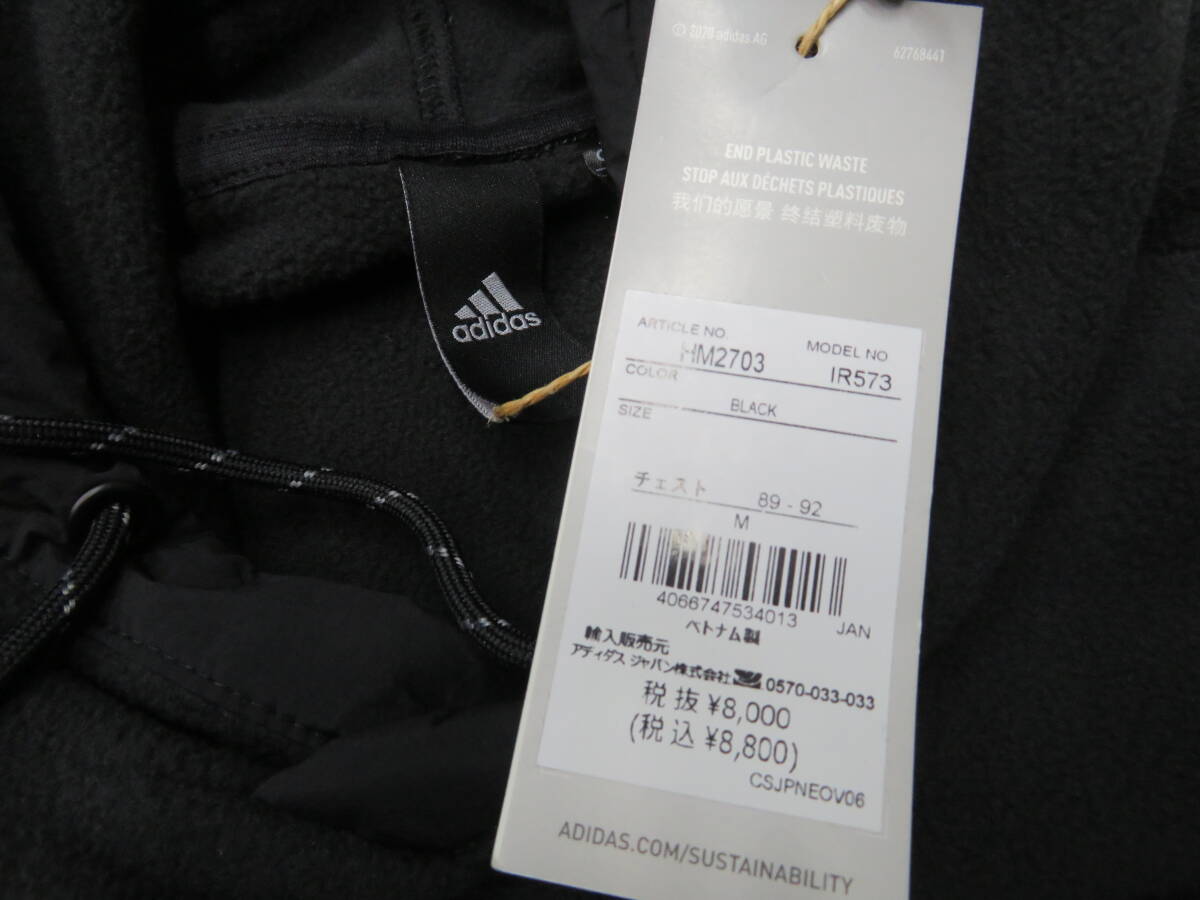 © 2020 adidas AG
62768441
END PLASTIC WASTE
STOP AUX DÉCHETS PLASTIQUES
我们的愿景 终结塑料废物
adidas
ARTICLE NO
HM2703
MODEL NO
IR573
COLOR
BLACK
SIZE
チェスト 89 - 92
M
4066747534013
JAN
ベトナム製
輸入販売元
アディダス ジャパン株式会社 0570-033-033
税抜 ¥8,000
(税込 ¥8,800)
CSJPNEOV06
ADIDAS.COM/SUSTAINABILITY